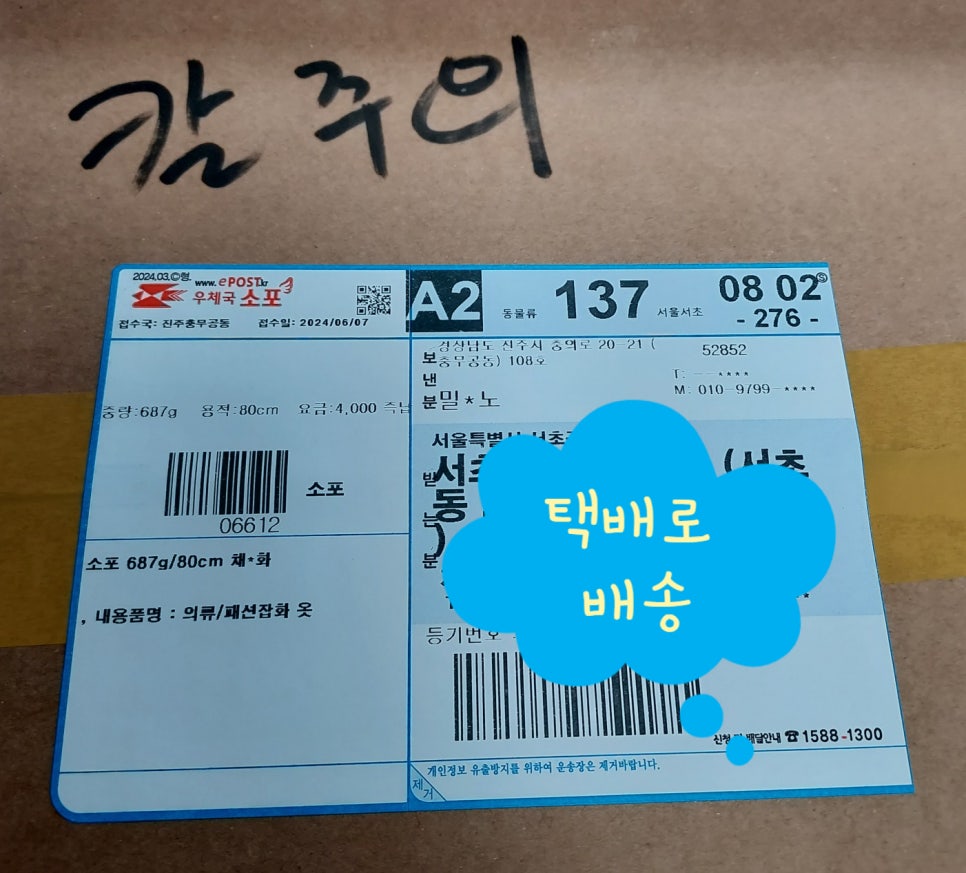 칼 주의
2024.03.ⓒ형.
www.ePOST.kr
우체국 소포
접수국: 진주충무공동 접수일: 2024/06/07
중량:687g 용적:80cm 요금:4,000 즉납
06612
소포
소포 687g/80cm 채*화
, 내용품명 : 의류/패션잡화 옷
A2 동물류 137 서울서초 08 02 ⓢ
- 276 -
보낸분
경상남도 진주시 충의로 20-21 (
충무공동) 108호
밀*노
52852
T: --****
M: 010-9799-****
받는분
서울특별시 서초
(서초
동
)
택배로
배송
등기번호
신청 및 배달안내 ☎ 1588-1300
제거
개인정보 유출방지를 위하여 운송장은 제거바랍니다.